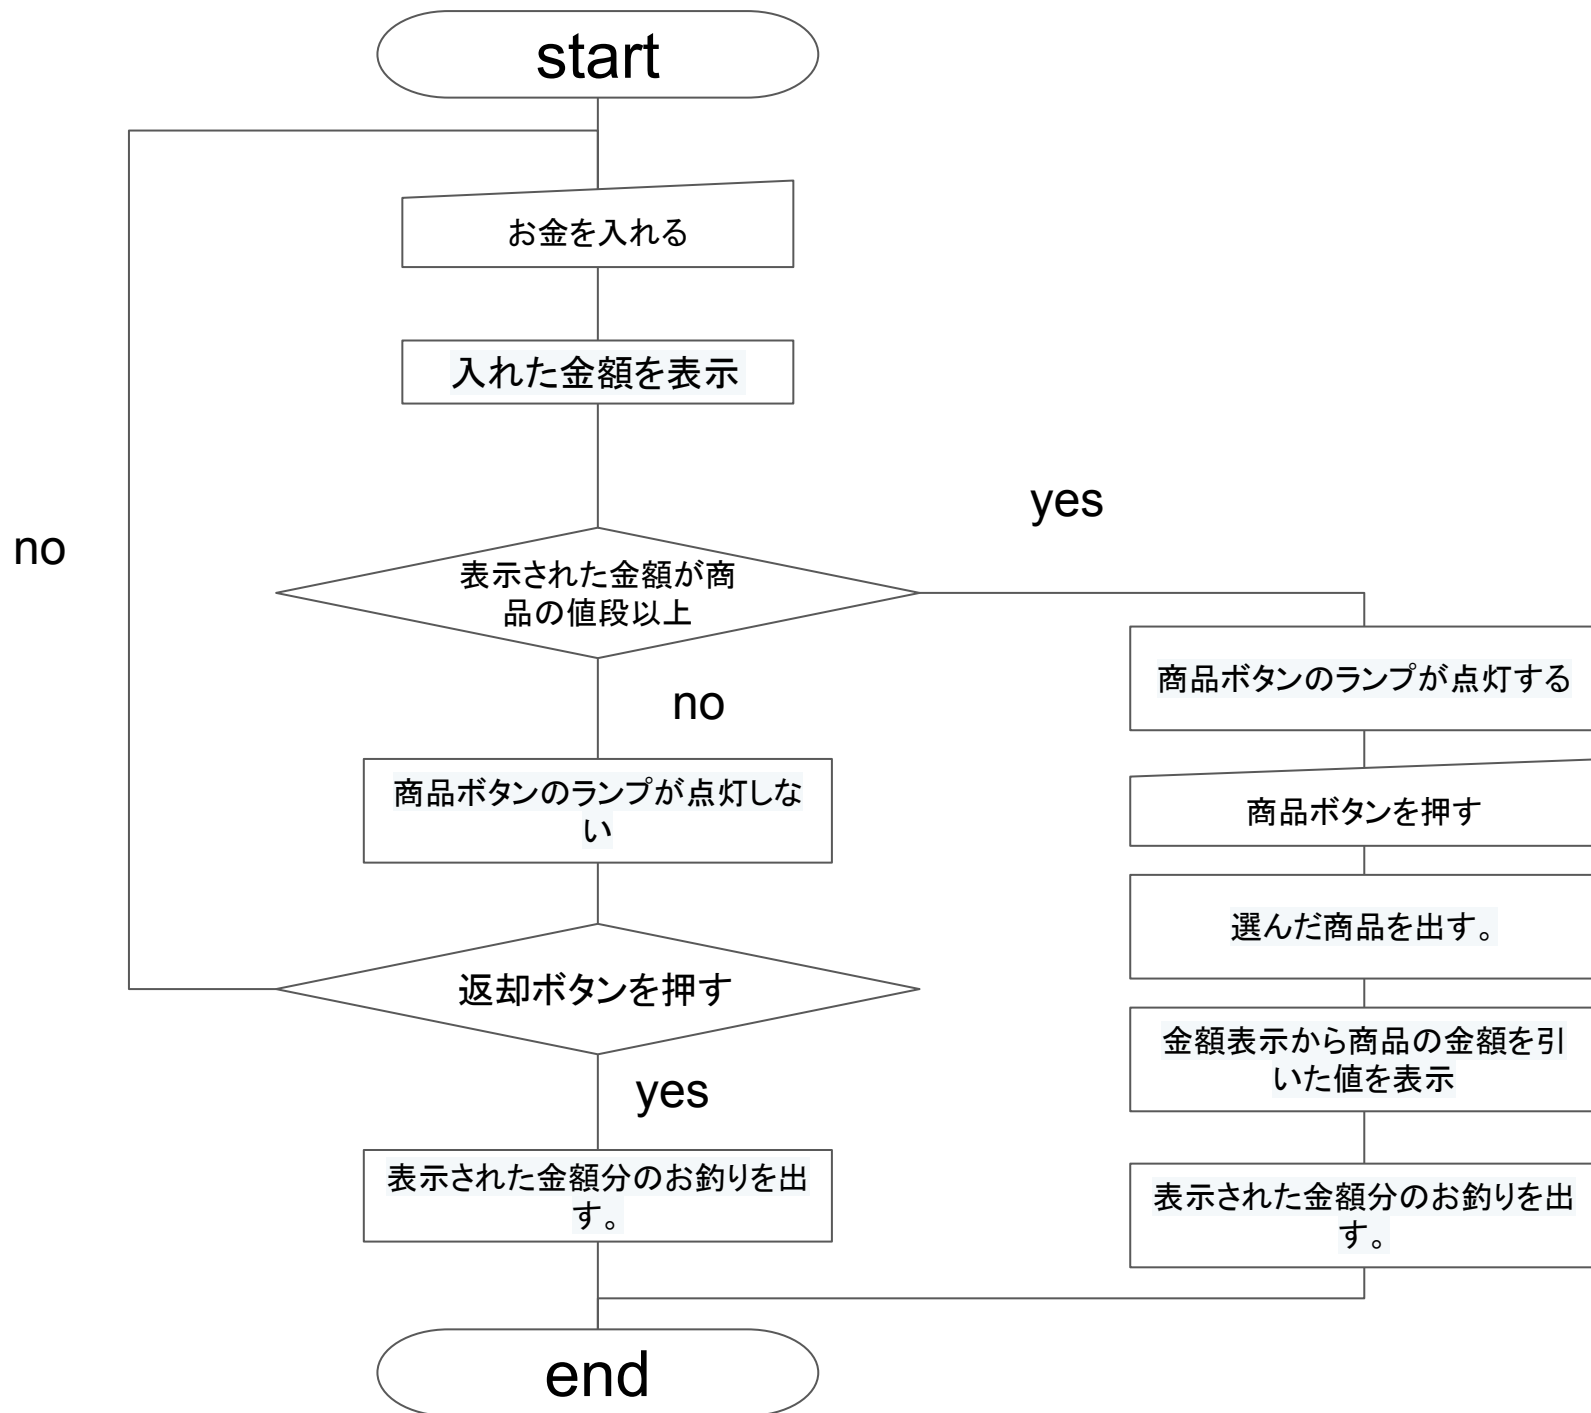 start
お金を入れる
入れた金額を表示
yes
no
表示された金額が商
品の値段以上
no
商品ボタンのランプが点灯する
商品ボタンのランプが点灯しな
い
商品ボタンを押す
選んだ商品を出す。
返却ボタンを押す
金額表示から商品の金額を引
いた値を表示
yes
表示された金額分のお釣りを出
す。
表示された金額分のお釣りを出
す。
end